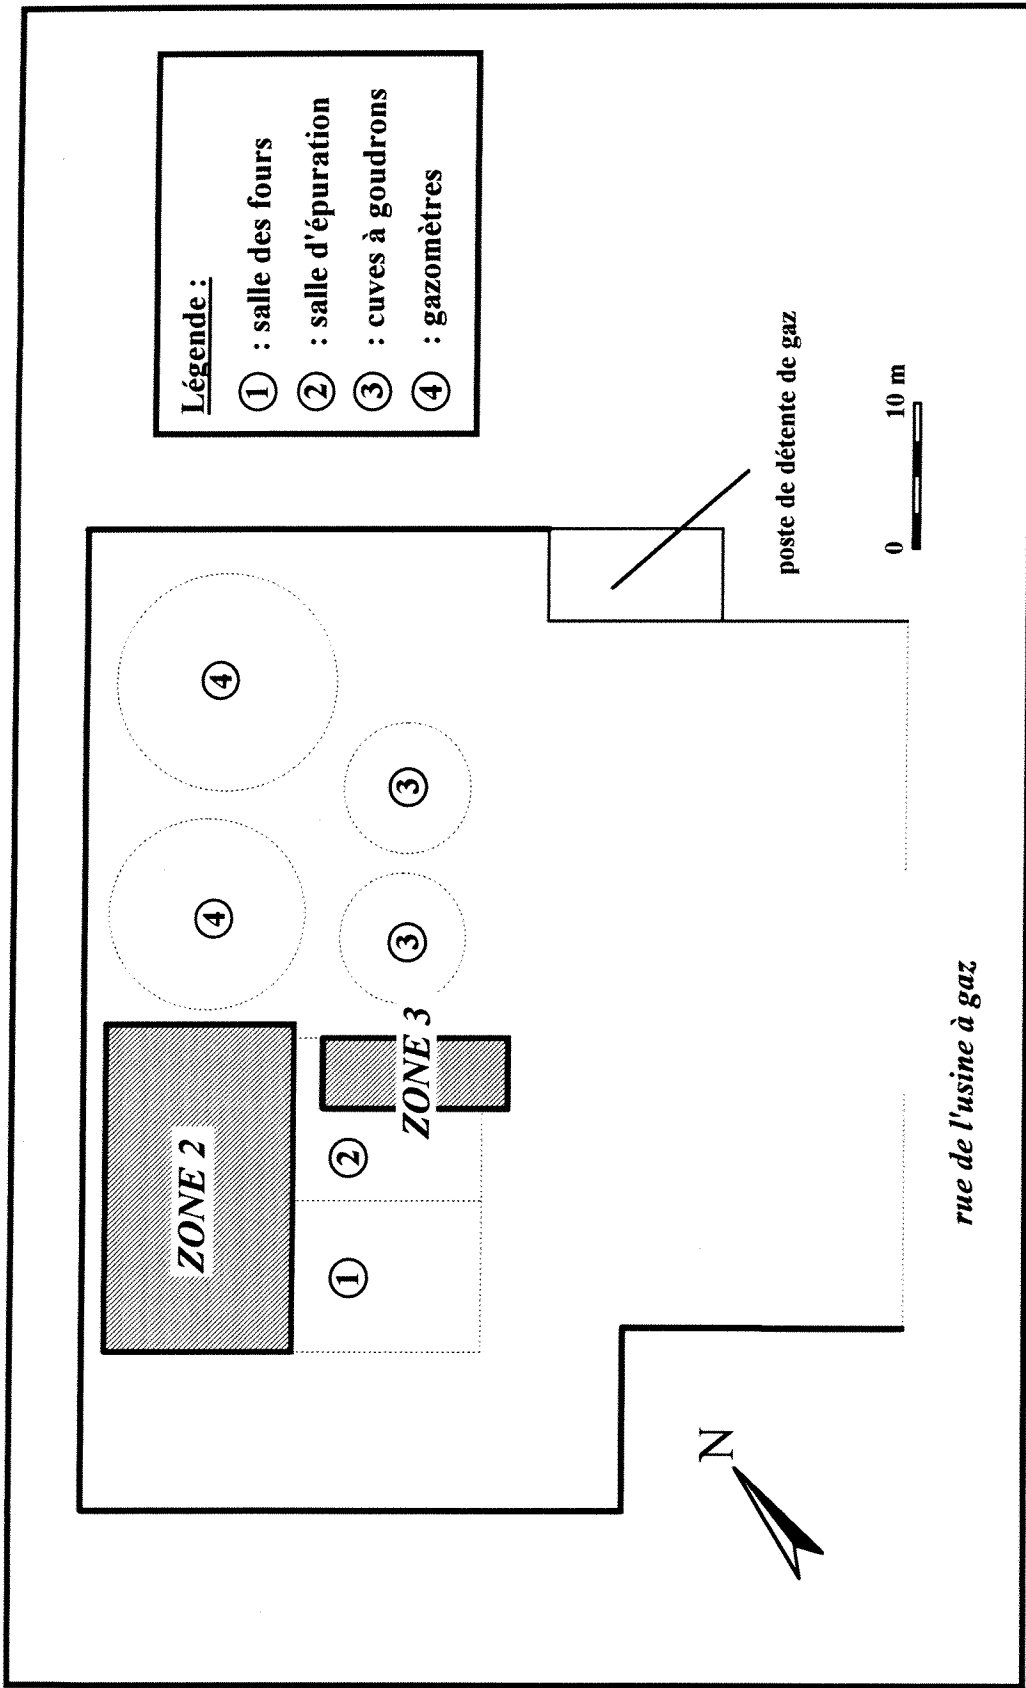 Légende :
① : salle des fours
② : salle d'épuration
③ : cuves à goudrons
④ : gazomètres
ZONE 2
④
④
①
②
ZONE 3
③
③
poste de détente de gaz
N
0 10 m
rue de l'usine à gaz